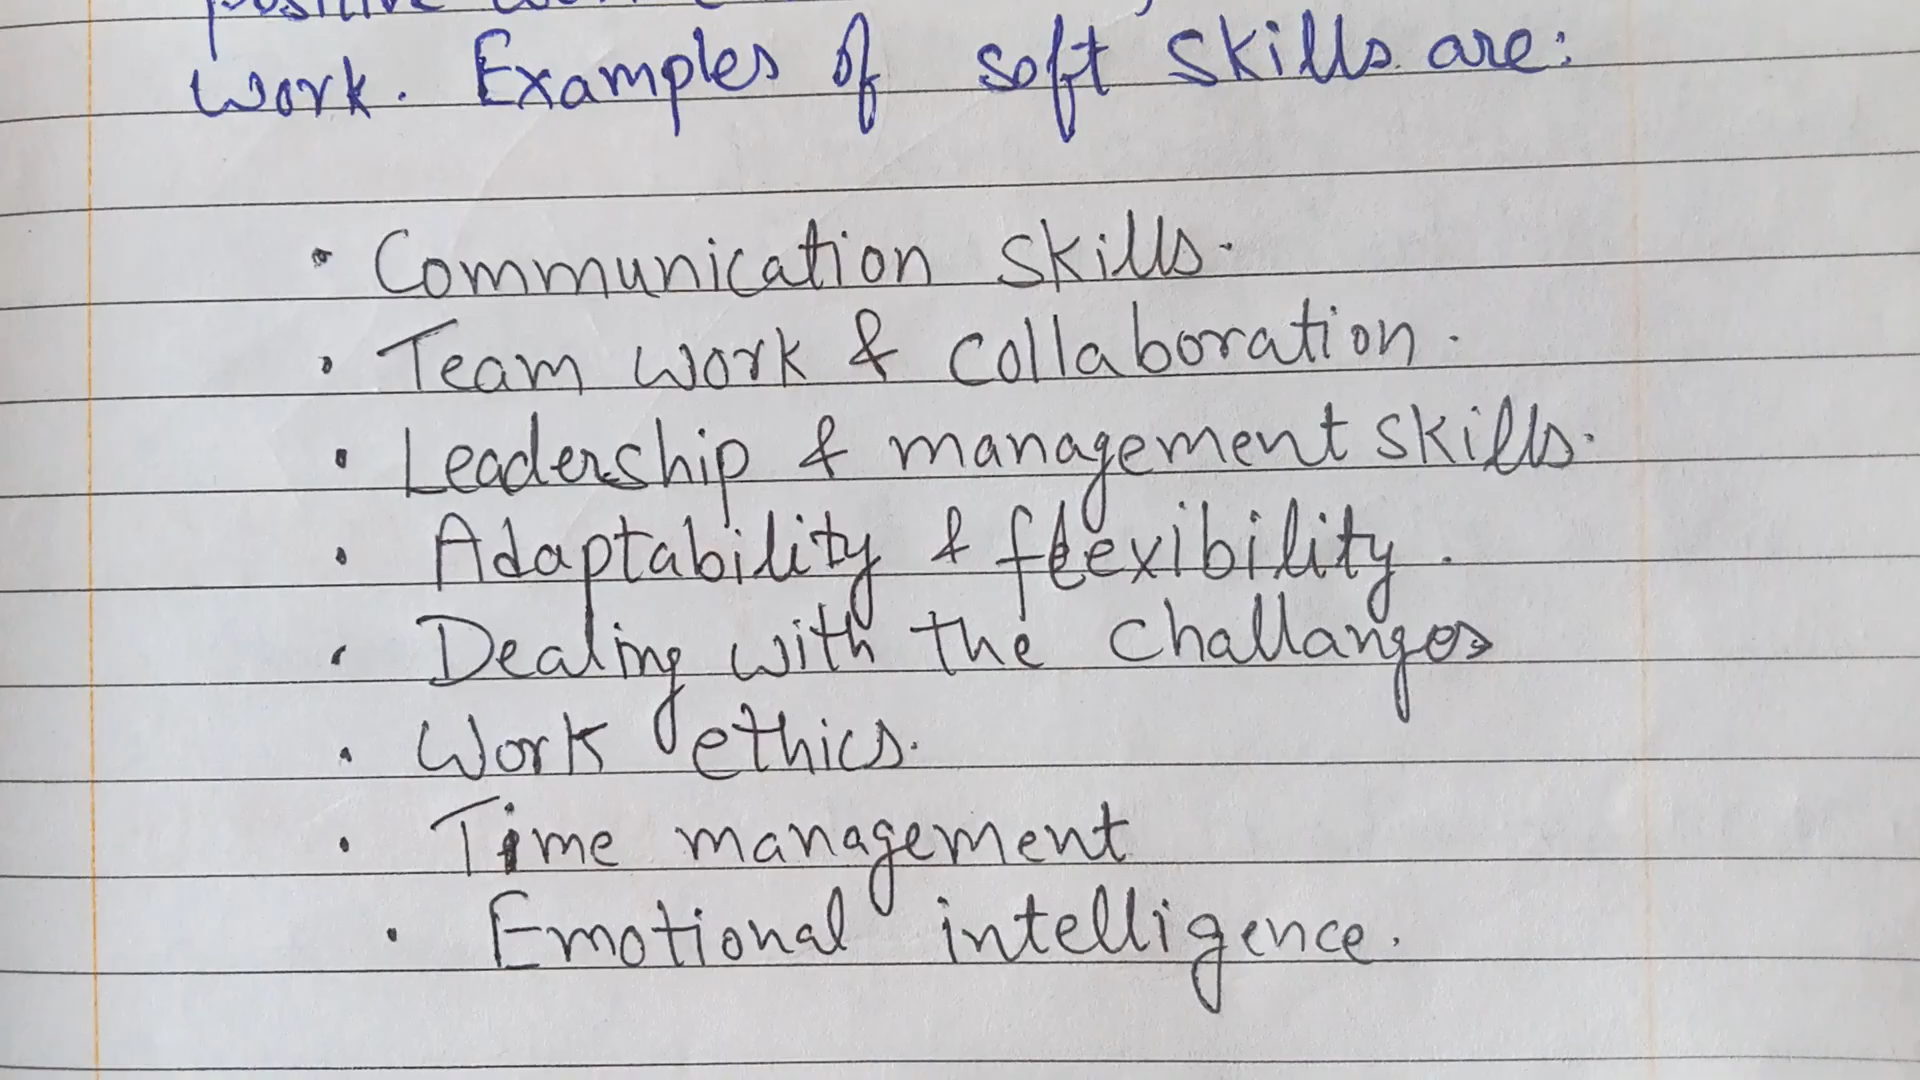 positive
work. Examples of soft skills are:
• Communication skills.
• Team work & collaboration.
• Leadership & management skills.
• Adaptability & flexibility.
• Dealing with the challanges
• Work ethics.
• Time management
• Emotional intelligence.